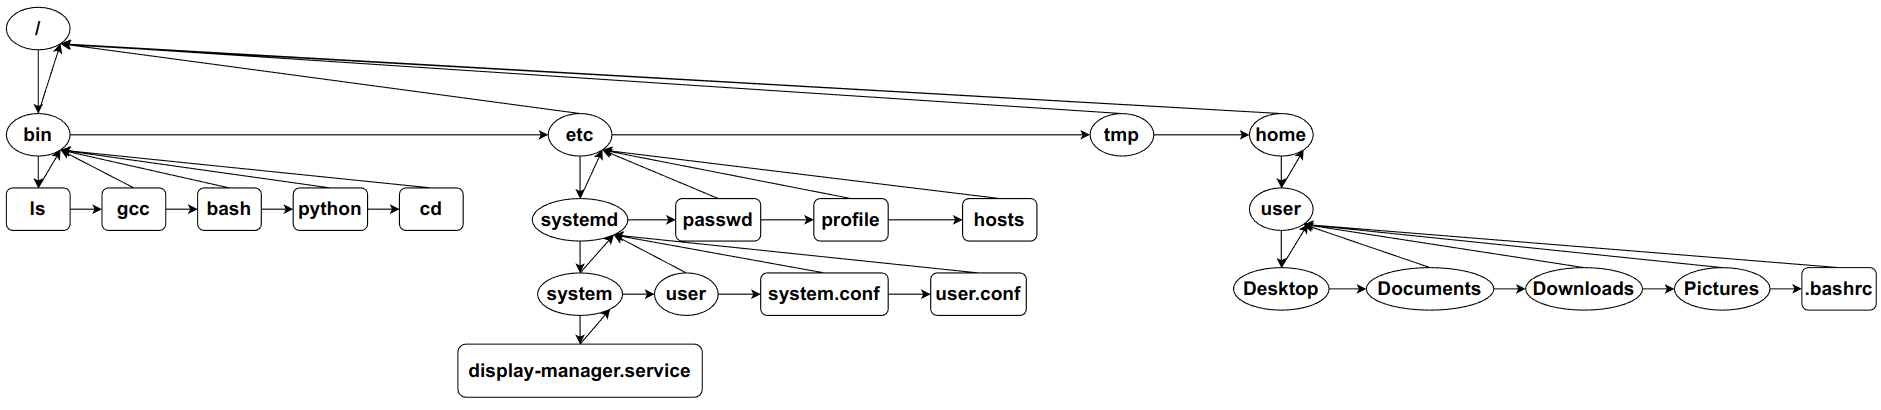 /
bin
etc
tmp
home
ls
gcc
bash
python
cd
systemd
passwd
profile
hosts
user
system
user
system.conf
user.conf
Desktop
Documents
Downloads
Pictures
.bashrc
display-manager.service